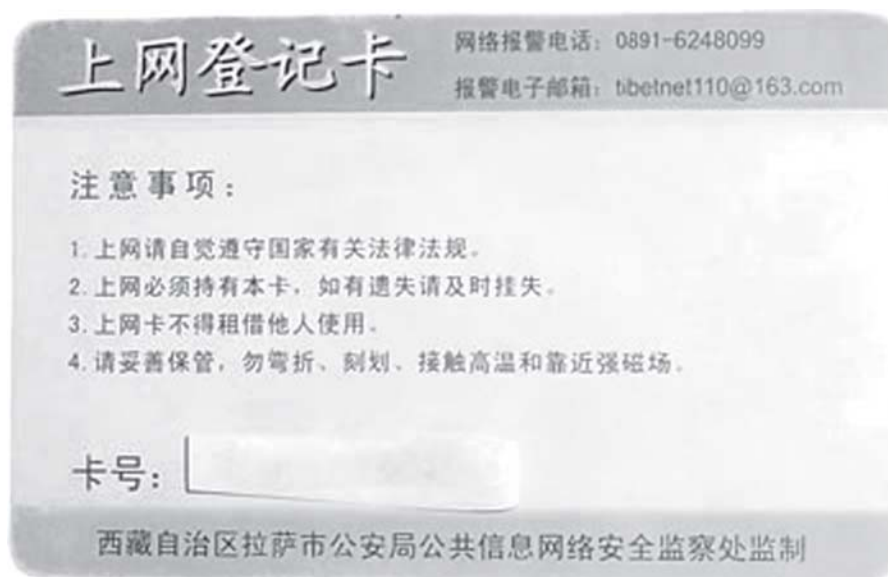 上网登记卡
网络报警电话：0891-6248099
报警电子邮箱：tibetnet110@163.com
注意事项：
1.上网请自觉遵守国家有关法律法规。
2.上网必须持有本卡，如有遗失请及时挂失。
3.上网卡不得租借他人使用。
4.请妥善保管，勿弯折、刻划、接触高温和靠近强磁场。
卡号：
西藏自治区拉萨市公安局公共信息网络安全监察处监制